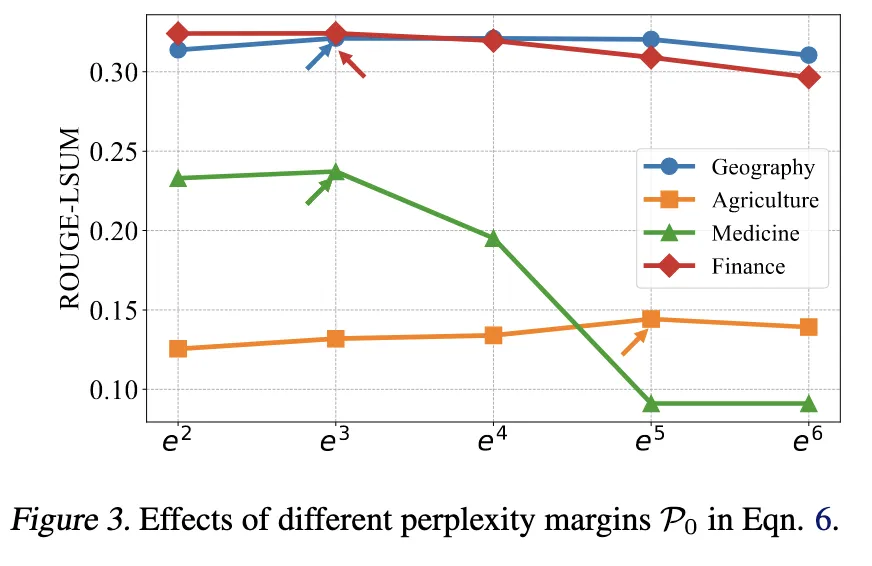 ROUGE-LSUM
0.30
0.25
0.20
0.15
0.10
Geography
Agriculture
Medicine
Finance
e² e³ e⁴ e⁵ e⁶
Figure 3. Effects of different perplexity margins 𝒫₀ in Eqn. 6.